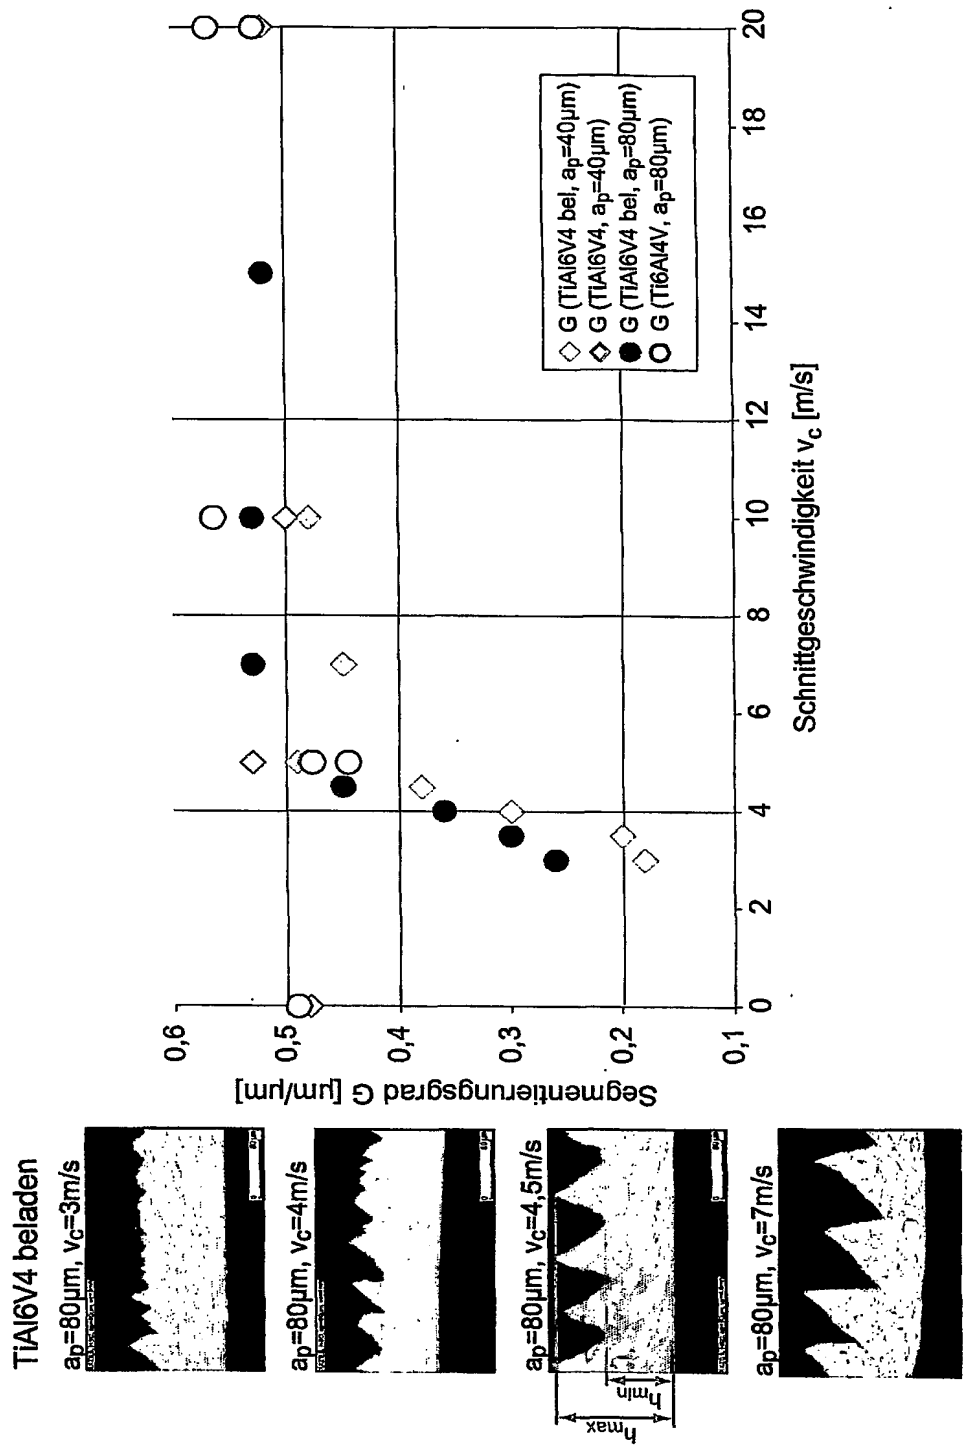 TiAl6V4 beladen
ap=80µm, vc=3m/s
ap=80µm, vc=4m/s
ap=80µm, vc=4,5m/s
hmax
hmin
ap=80µm, vc=7m/s
Segmentierungsgrad G [µm/µm]
0,6
0,5
0,4
0,3
0,2
0,1
0
2
4
6
8
10
12
14
16
18
20
Schnittgeschwindigkeit vc [m/s]
G (TiAl6V4 bel, ap=40µm)
G (TiAl6V4, ap=40µm)
G (TiAl6V4 bel, ap=80µm)
G (Ti6Al4V, ap=80µm)